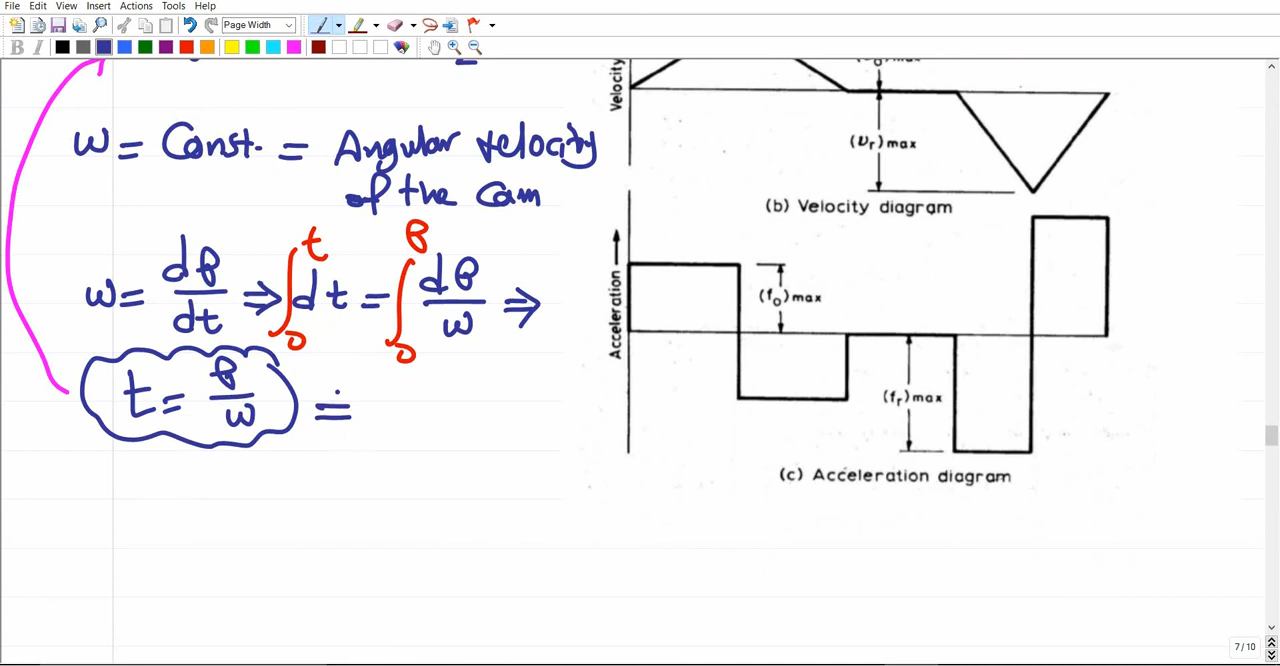 File Edit View Insert Actions Tools Help
Page Width
B I
ω = Const. = Angular velocity
of the Cam
ω = dθ/dt ⇒ ∫₀ᵗ dt = ∫₀^θ dθ/ω ⇒
t = θ/ω =
Velocity
(υr)max
(b) Velocity diagram
Acceleration
(fo)max
(fr)max
(c) Acceleration diagram
7 / 10